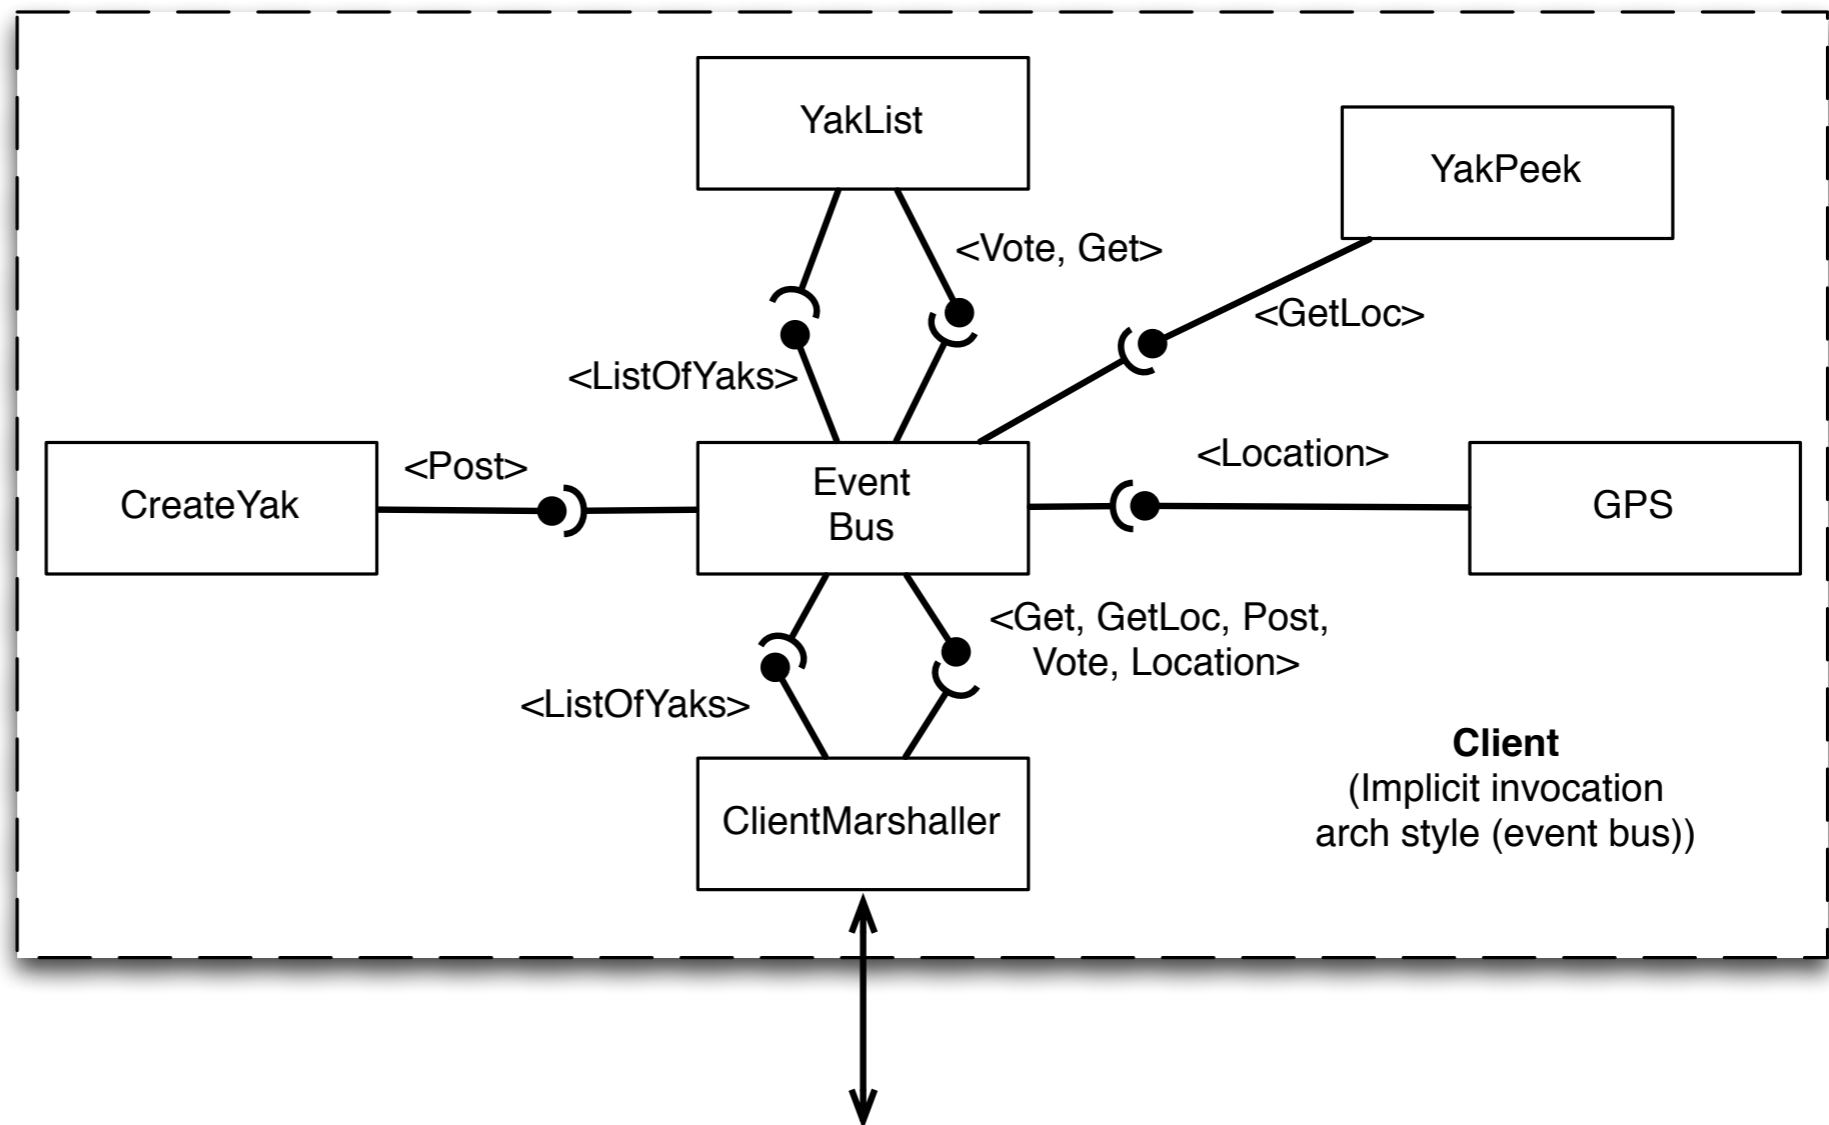 YakList
YakPeek
<Vote, Get>
<GetLoc>
<ListOfYaks>
<Post>
<Location>
CreateYak
Event
Bus
GPS
<Get, GetLoc, Post,
Vote, Location>
<ListOfYaks>
Client
(Implicit invocation
arch style (event bus))
ClientMarshaller